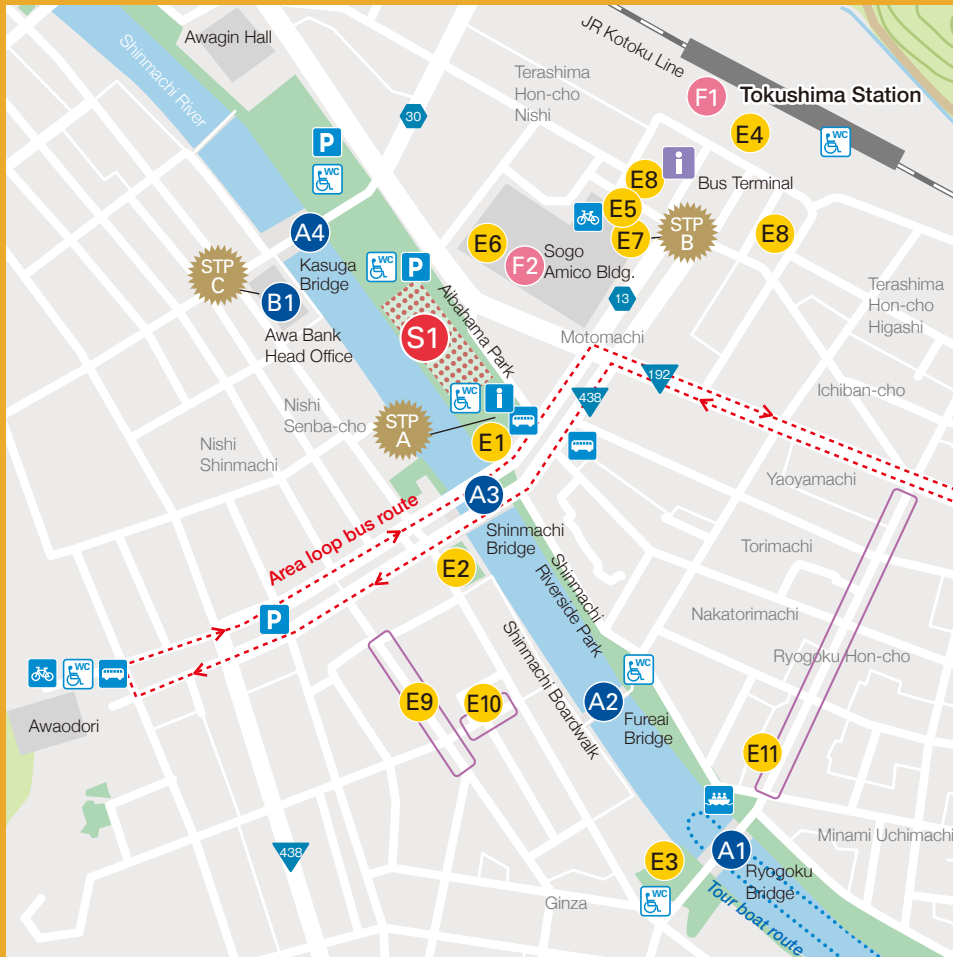 Awagin Hall
JR Kotoku Line
Shinmachi River
Terashima
Hon-cho
Nishi
F1
Tokushima Station
30
E4
P
WC
WC
i
Bus Terminal
E8
E5
E7
STP
B
E8
A4
Kasuga
Bridge
E6
F2
Sogo
Amico Bldg.
WC
P
STP
C
B1
Awa Bank
Head Office
S1
Aibahama Park
13
Motomachi
Terashima
Hon-cho
Higashi
192
438
Ichiban-cho
WC
i
Nishi
Senba-cho
STP
A
E1
Nishi
Shinmachi
A3
Shinmachi
Bridge
Yaoyamachi
Area loop bus route
E2
Torimachi
Shinmachi
Riverside Park
Nakatorimachi
P
Shinmachi Boardwalk
Ryogoku Hon-cho
WC
WC
Awaodori
E9
E10
A2
Fureai
Bridge
E11
Minami Uchimachi
438
E3
A1
Ryogoku
Bridge
WC
Ginza
Tour boat route